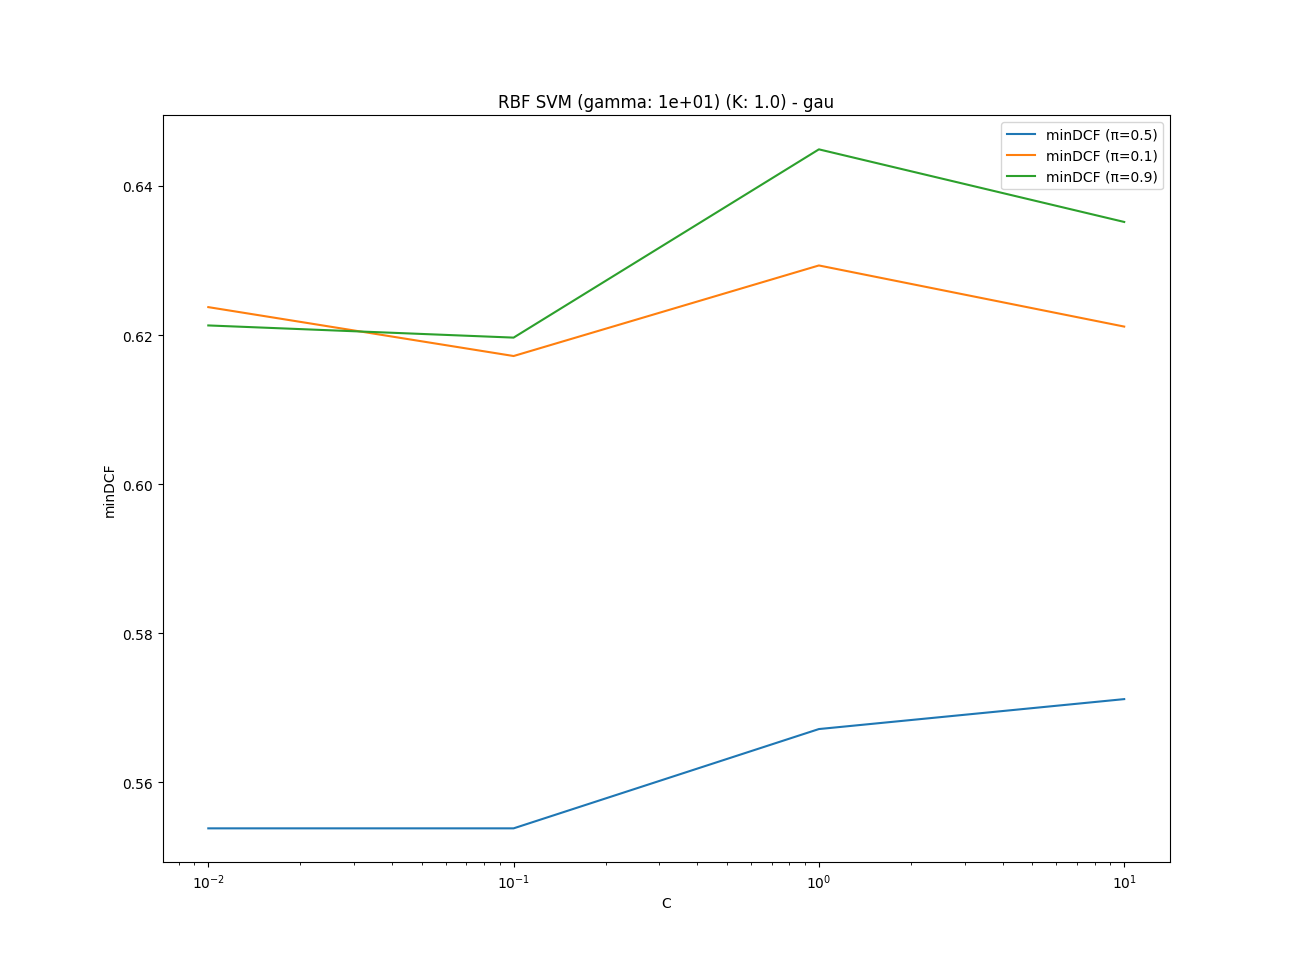 RBF SVM (gamma: 1e+01) (K: 1.0) - gau
minDCF (π=0.5)
minDCF (π=0.1)
minDCF (π=0.9)
0.64
0.62
0.60
0.58
0.56
minDCF
10⁻² 10⁻¹ 10⁰ 10¹
C